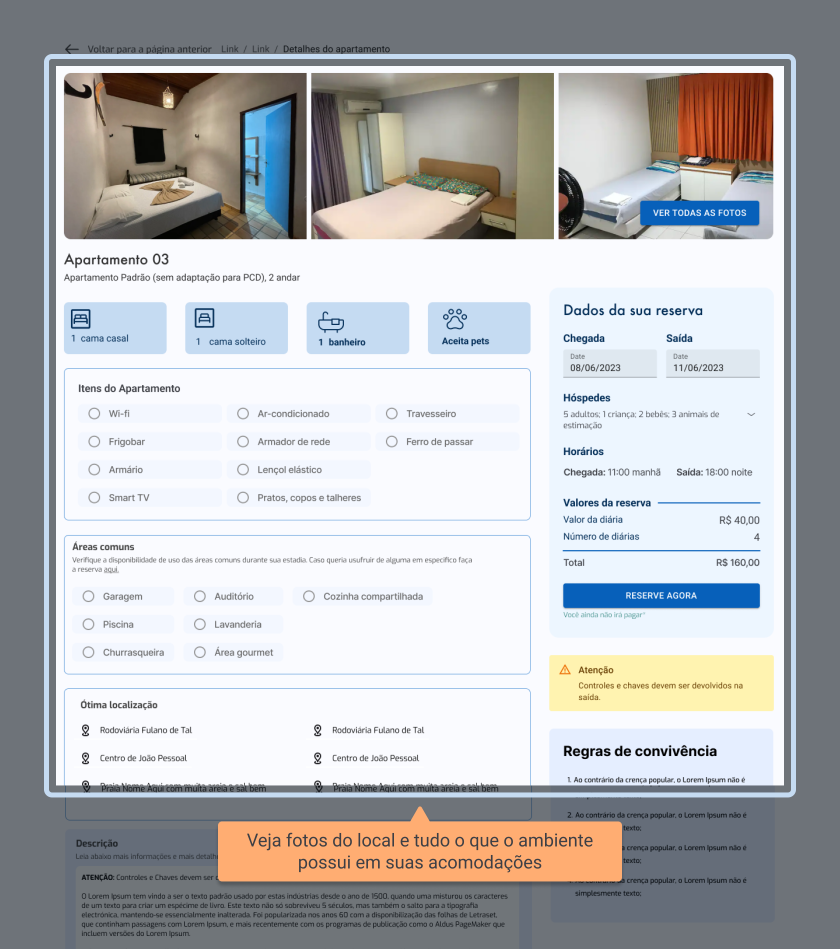 Voltar para a página anterior Link / Link / Detalhes do apartamento
VER TODAS AS FOTOS
Apartamento 03
Apartamento Padrão (sem adaptação para PCD), 2 andar
1 cama casal
1 cama solteiro
1 banheiro
Aceita pets
Itens do Apartamento
Wi-fi
Ar-condicionado
Travesseiro
Frigobar
Armador de rede
Ferro de passar
Armário
Lençol elástico
Smart TV
Pratos, copos e talheres
Áreas comuns
Verifique a disponibilidade de uso das áreas comuns durante sua estadia. Caso queria usufruir de alguma em específico faça
a reserva aqui.
Garagem
Auditório
Cozinha compartilhada
Piscina
Lavanderia
Churrasqueira
Área gourmet
Ótima localização
Rodoviária Fulano de Tal
Rodoviária Fulano de Tal
Centro de João Pessoal
Centro de João Pessoal
Praia Nome Aqui com muita areia e sal bem
Praia Nome Aqui com muita areia e sal bem
Dados da sua reserva
Chegada
Saída
Date
Date
08/06/2023
11/06/2023
Hóspedes
5 adultos; 1 criança; 2 bebês; 3 animais de
estimação
Horários
Chegada: 11:00 manhã Saída: 18:00 noite
Valores da reserva
Valor da diária R$ 40,00
Número de diárias 4
Total R$ 160,00
RESERVE AGORA
Você ainda não irá pagar*
Atenção
Controles e chaves devem ser devolvidos na
saída.
Regras de convivência
1. Ao contrário da crença popular, o Lorem Ipsum não é
2. Ao contrário da crença popular, o Lorem Ipsum não é
texto;
crença popular, o Lorem Ipsum não é
texto;
crença popular, o Lorem Ipsum não é
simplesmente texto;
Veja fotos do local e tudo o que o ambiente
possui em suas acomodações
Descrição
Leia abaixo mais informações e mais
ATENÇÃO: Controles e Chaves devem ser
O Lorem Ipsum tem vindo a ser o texto padrão usado por estas indústrias desde o ano de 1500, quando uma misturou os caracteres
de um texto para criar um espécime de livro. Este texto não só sobreviveu 5 séculos, mas também o salto para a tipografia
electrónica, mantendo-se essencialmente inalterada. Foi popularizada nos anos 60 com a disponibilização das folhas de Letraset,
que continham passagens com Lorem Ipsum, e mais recentemente com os programas de publicação como o Aldus PageMaker que
incluem versões do Lorem Ipsum.